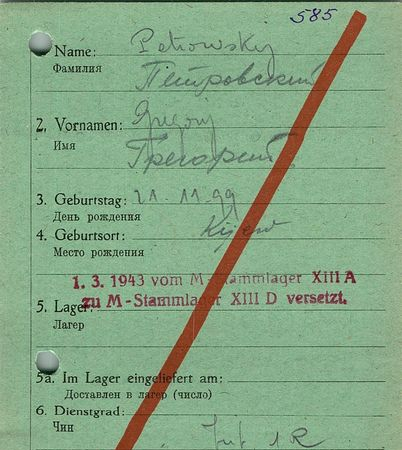 585
1. Name: Petrowsky
Фамилия Петровский
2. Vornamen: Grigorij
Имя Грегорий
3. Geburtstag: 21. 11. 99
День рождения
4. Geburtsort: Kijew
Место рождения
1. 3. 1943 vom M-Stammlager XIII A
zu M-Stammlager XIII D versetzt.
5. Lager:
Лагерь
5a. Im Lager eingeliefert am:
Доставлен в лагерь (число)
6. Dienstgrad:
Чин